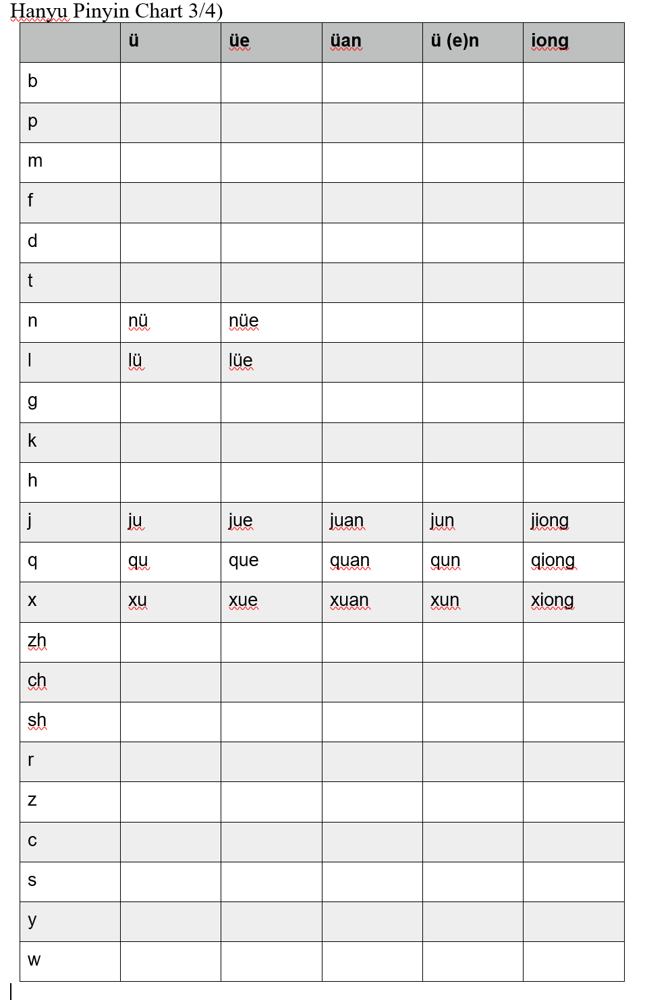 Hanyu Pinyin Chart 3/4)
ü üe üan ü (e)n iong
b
p
m
f
d
t
n nü nüe
l lü lüe
g
k
h
j ju jue juan jun jiong
q qu que quan qun qiong
x xu xue xuan xun xiong
zh
ch
sh
r
z
c
s
y
w